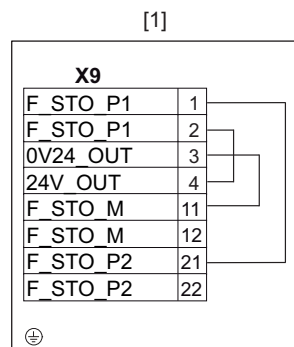 [1]
X9
F_STO_P1 1
F_STO_P1 2
0V24_OUT 3
24V_OUT 4
F_STO_M 11
F_STO_M 12
F_STO_P2 21
F_STO_P2 22